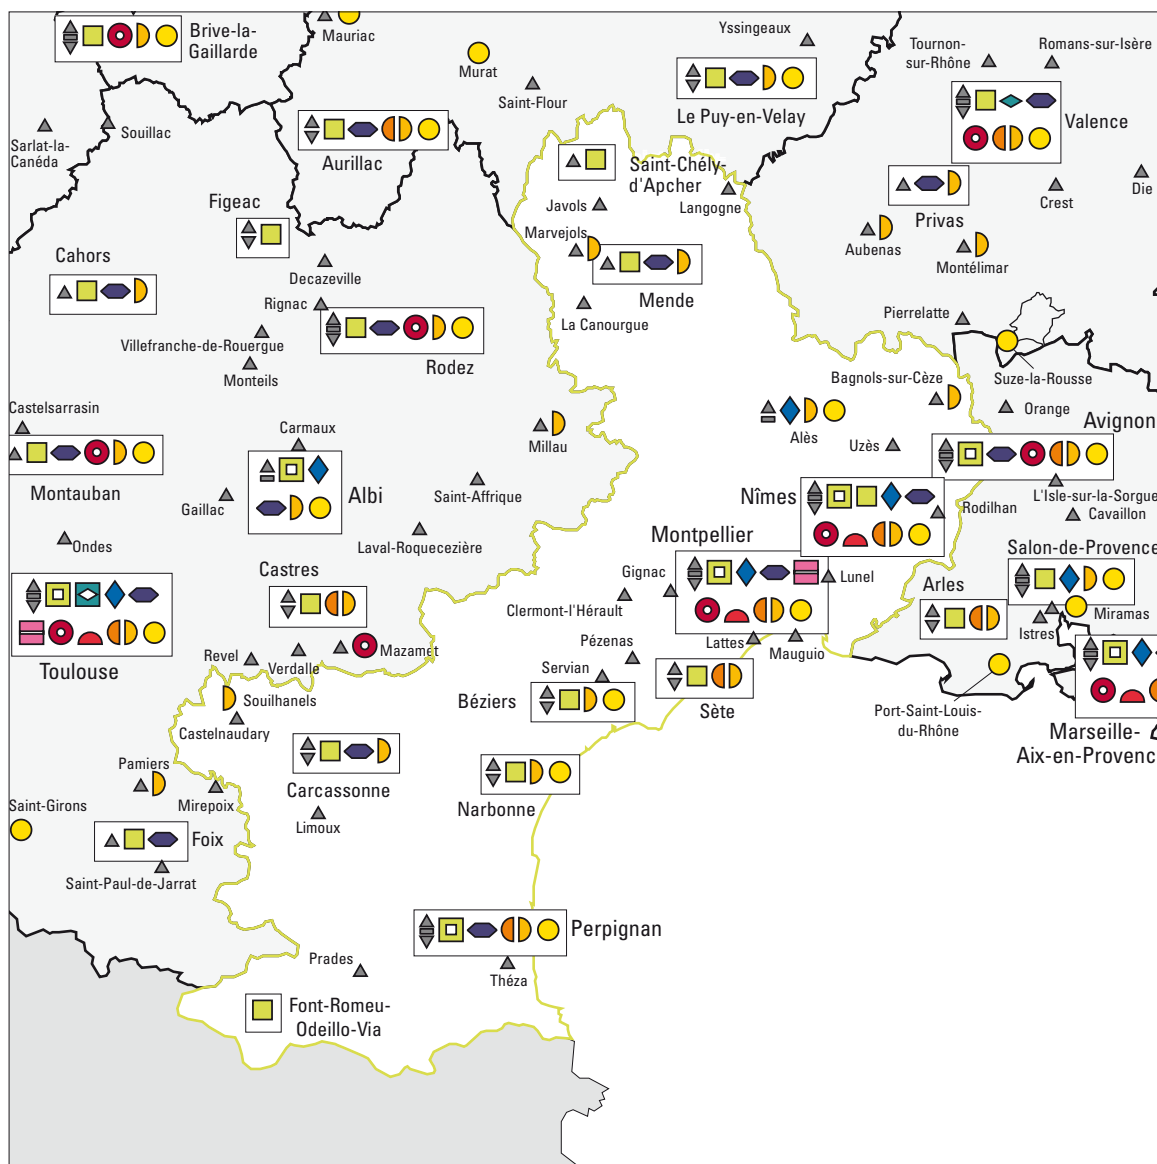 Brive-la-
Gaillarde
Mauriac
Murat
Saint-Flour
Yssingeaux
Le Puy-en-Velay
Tournon-
sur-Rhône
Romans-sur-Isère
Valence
Sarlat-la-
Canéda
Souillac
Aurillac
Saint-Chély-
d'Apcher
Langogne
Privas
Crest
Die
Figeac
Javols
Marvejols
Mende
Aubenas
Montélimar
Cahors
Decazeville
Rignac
La Canourgue
Pierrelatte
Villefranche-de-Rouergue
Monteils
Rodez
Suze-la-Rousse
Bagnols-sur-Cèze
Orange
Castelsarrasin
Carmaux
Millau
Alès
Uzès
Avignon
Montauban
Gaillac
Albi
Saint-Affrique
Nîmes
Rodilhan
L'Isle-sur-la-Sorgue
Cavaillon
Ondes
Laval-Roquecezière
Montpellier
Salon-de-Provence
Castres
Gignac
Lunel
Arles
Clermont-l'Hérault
Miramas
Istres
Toulouse
Revel
Verdalle
Mazamet
Pézenas
Lattes
Mauguio
Servian
Béziers
Sète
Souilhanels
Castelnaudary
Port-Saint-Louis-
du-Rhône
Marseille-
Aix-en-Provenc
Pamiers
Mirepoix
Carcassonne
Narbonne
Saint-Girons
Limoux
Foix
Saint-Paul-de-Jarrat
Perpignan
Prades
Théza
Font-Romeu-
Odeillo-Via